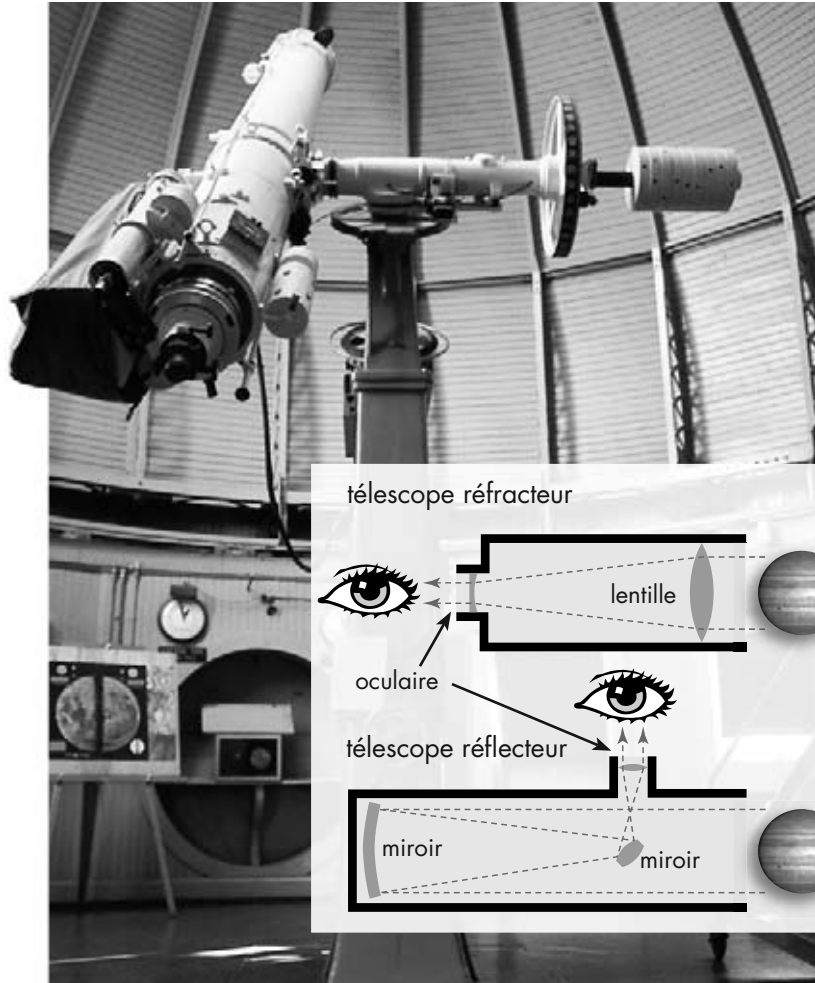 télescope réfracteur
lentille
oculaire
télescope réflecteur
miroir
miroir